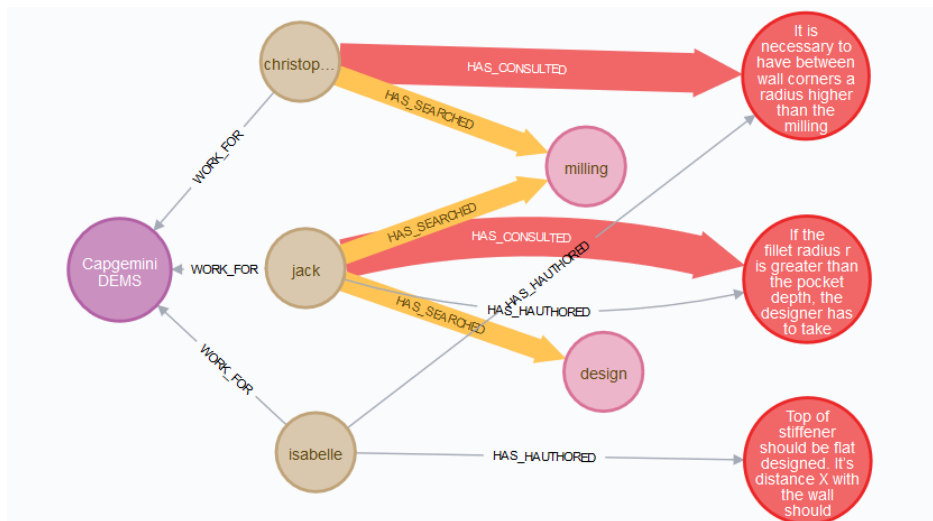 christop...
HAS_CONSULTED
It is
necessary to
have between
wall corners a
radius higher
than the
milling
HAS_SEARCHED
WORK_FOR
milling
HAS_SEARCHED
HAS_CONSULTED
Capgemini
DEMS
WORK_FOR
jack
HAS_HAUTHORED
If the
fillet radius r
is greater than
the pocket
depth, the
designer has
to take
HAS_HAUTHORED
HAS_SEARCHED
design
WORK_FOR
isabelle
HAS_HAUTHORED
Top of
stiffener
should be flat
designed. It's
distance X with
the wall
should